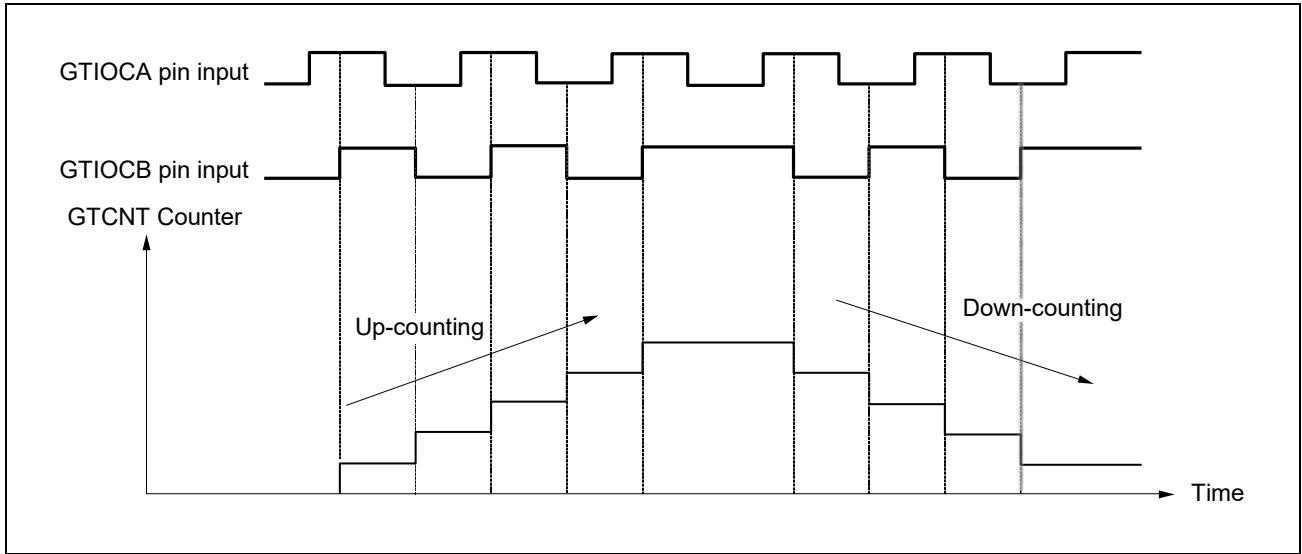 GTIOCA pin input
GTIOCB pin input
GTCNT Counter
Up-counting
Down-counting
Time